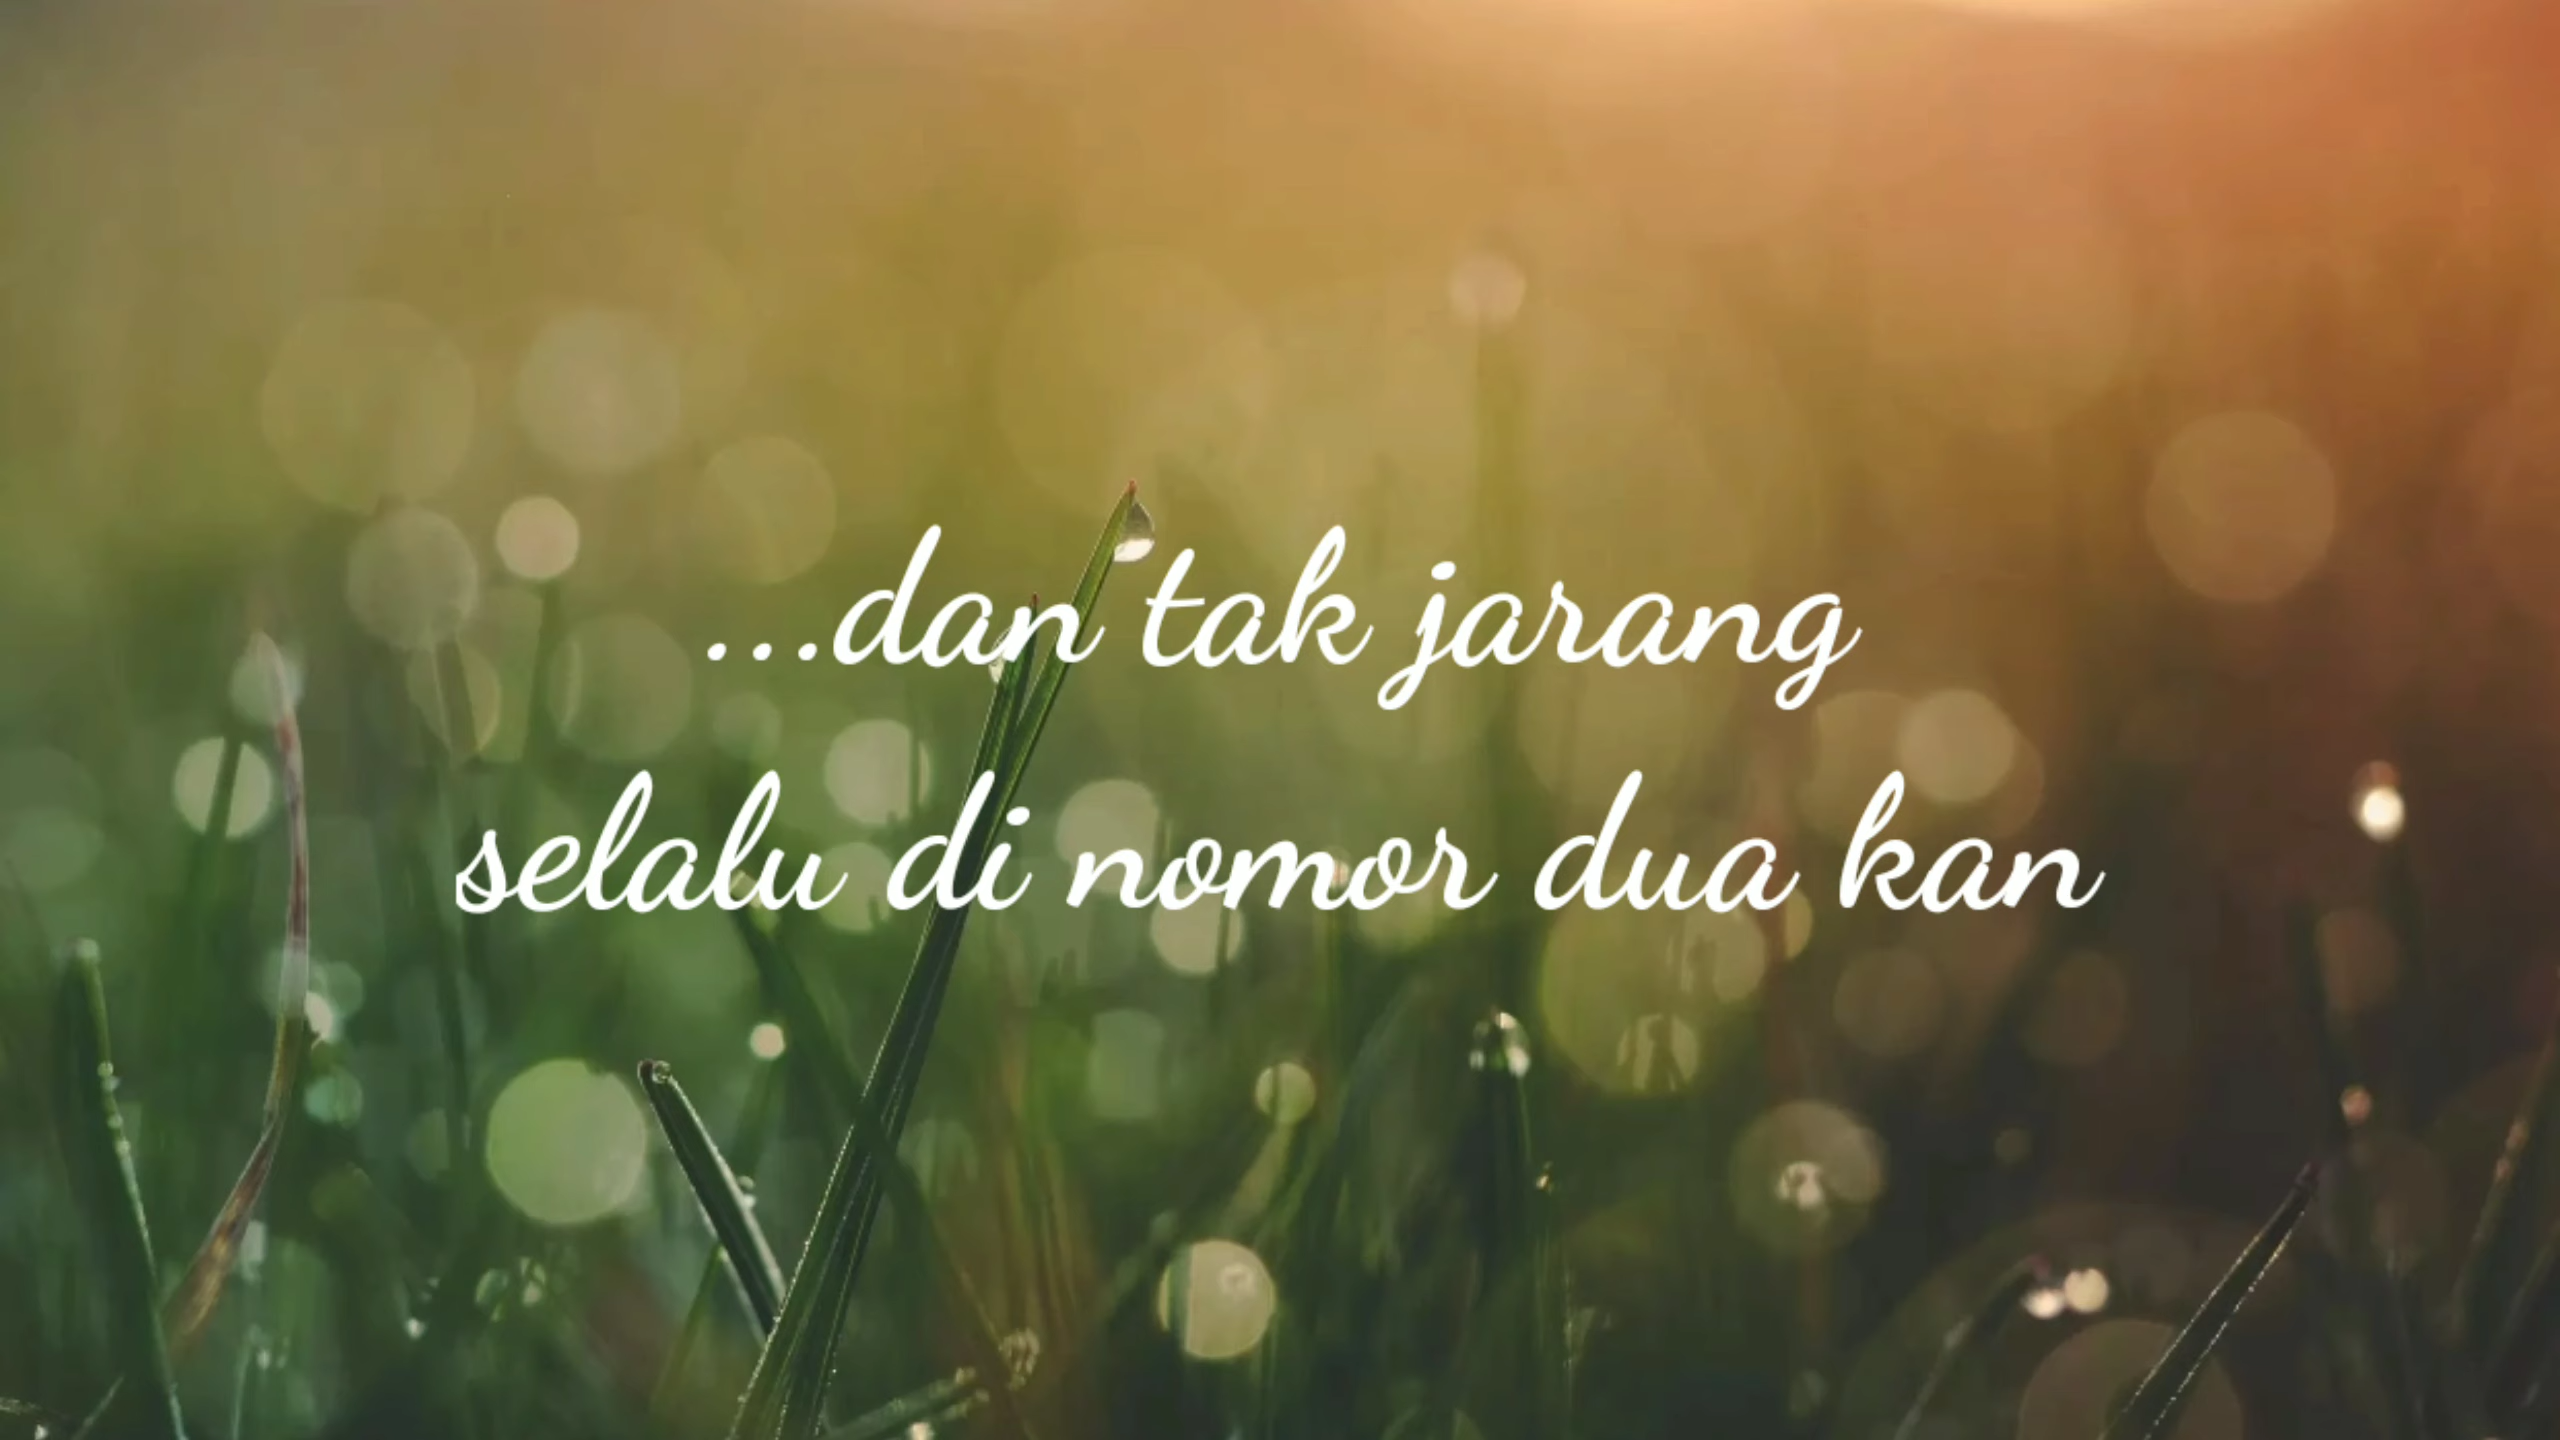 ...dan tak jarang
selalu di nomor dua kan